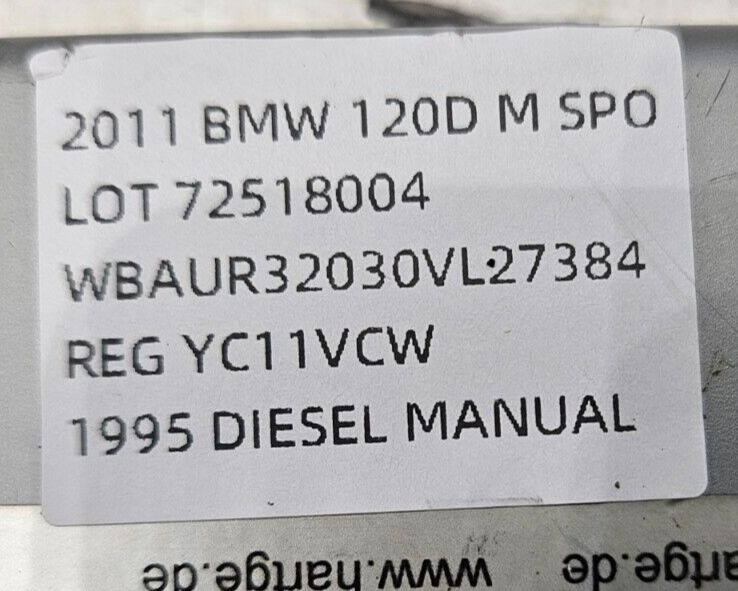 2011 BMW 120D M SPO
LOT 72518004
WBAUR32030VL27384
REG YC11VCW
1995 DIESEL MANUAL
www.hartge.de